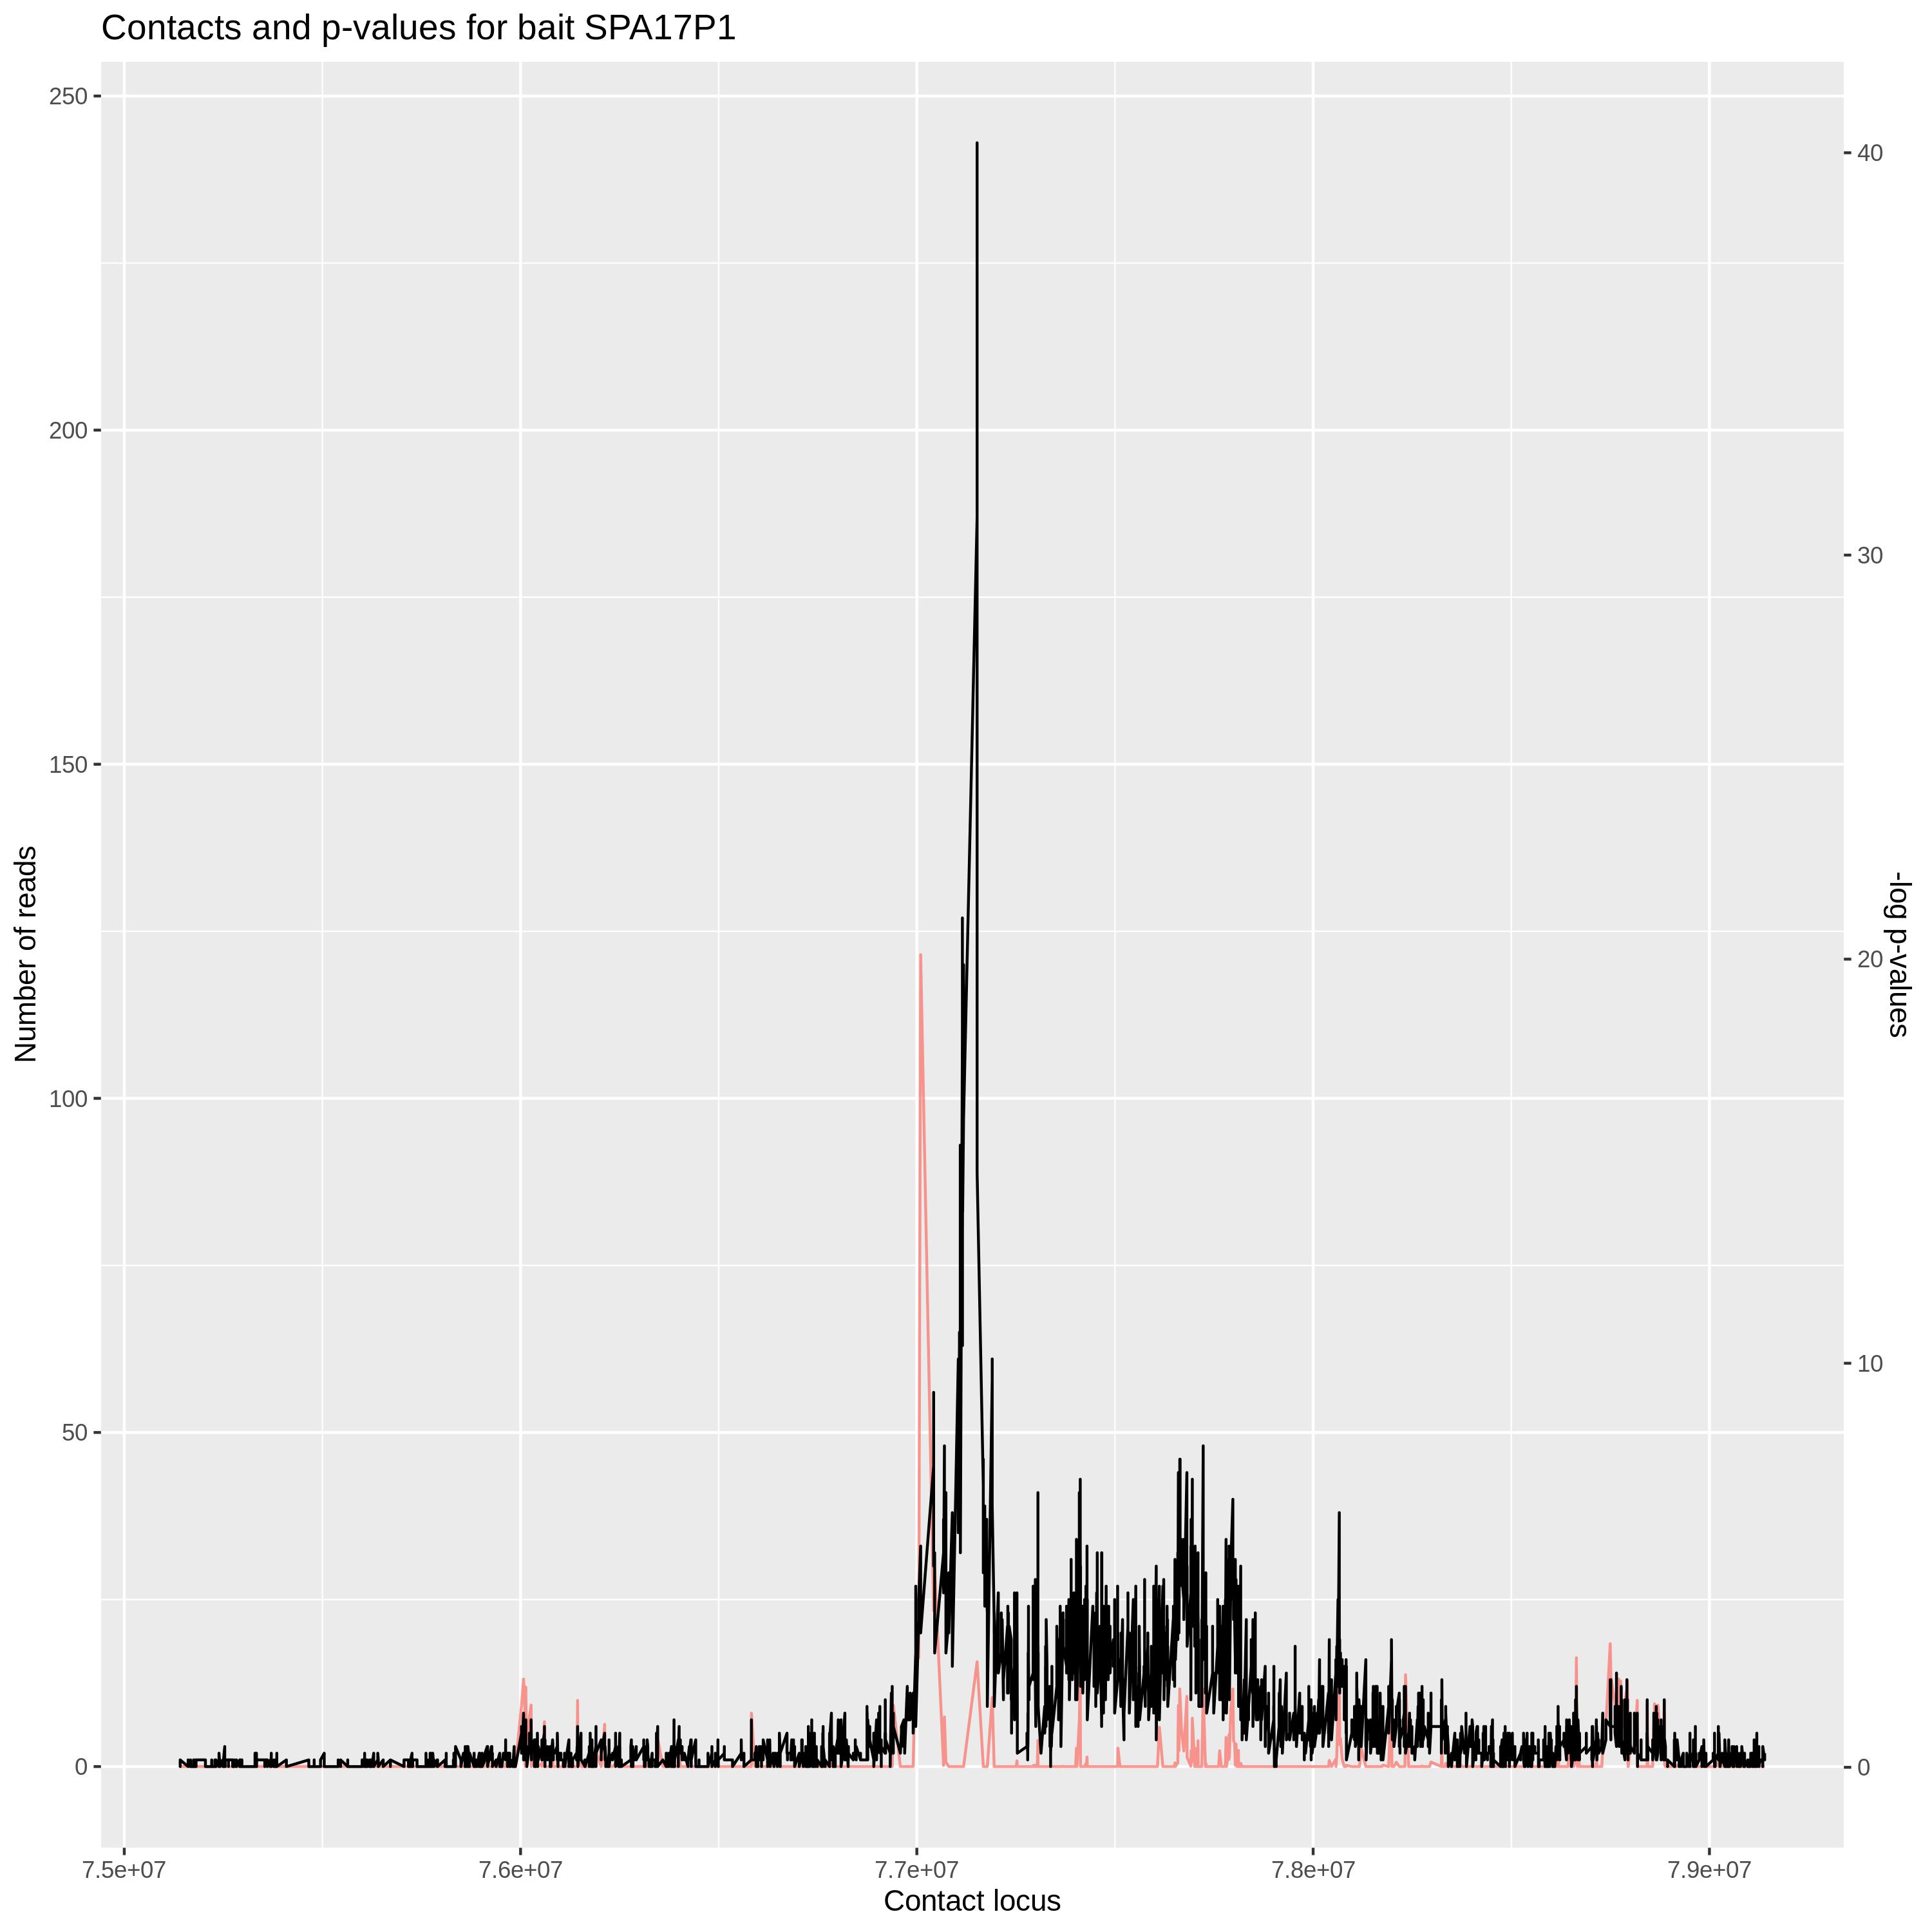 Contacts and p-values for bait SPA17P1
250
200
150
100
50
0
Number of reads
40
30
20
10
0
-log p-values
7.5e+07
7.6e+07
7.7e+07
7.8e+07
7.9e+07
Contact locus